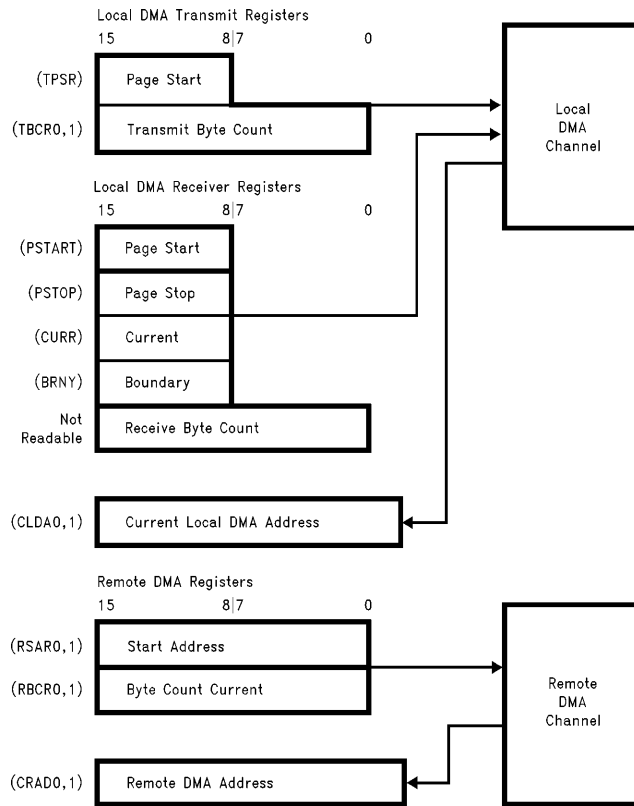 Local DMA Transmit Registers
15 8|7 0
(TPSR) Page Start
(TBCR0,1) Transmit Byte Count
Local
DMA
Channel
Local DMA Receiver Registers
15 8|7 0
(PSTART) Page Start
(PSTOP) Page Stop
(CURR) Current
(BRNY) Boundary
Not
Readable
Receive Byte Count
(CLDA0,1) Current Local DMA Address
Remote DMA Registers
15 8|7 0
(RSAR0,1) Start Address
(RBCR0,1) Byte Count Current
Remote
DMA
Channel
(CRAD0,1) Remote DMA Address